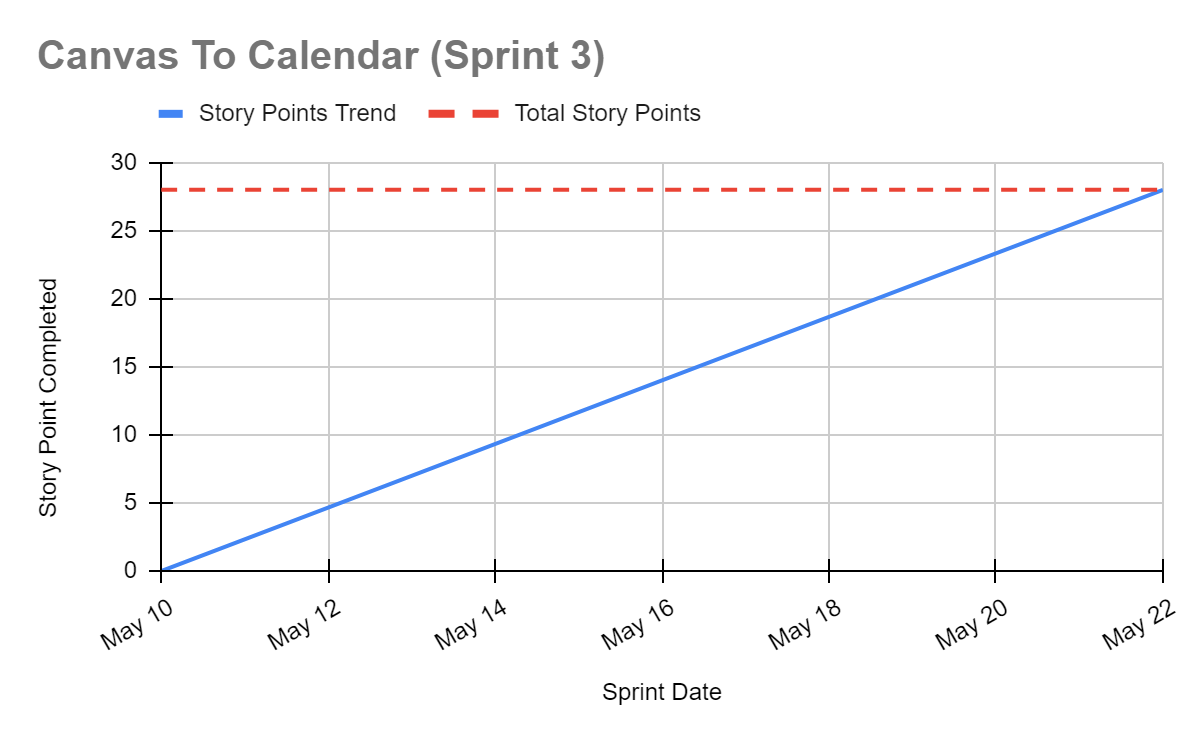 Canvas To Calendar (Sprint 3)
Story Points Trend Total Story Points
30
25
20
15
10
5
0
Story Point Completed
May 10 May 12 May 14 May 16 May 18 May 20 May 22
Sprint Date